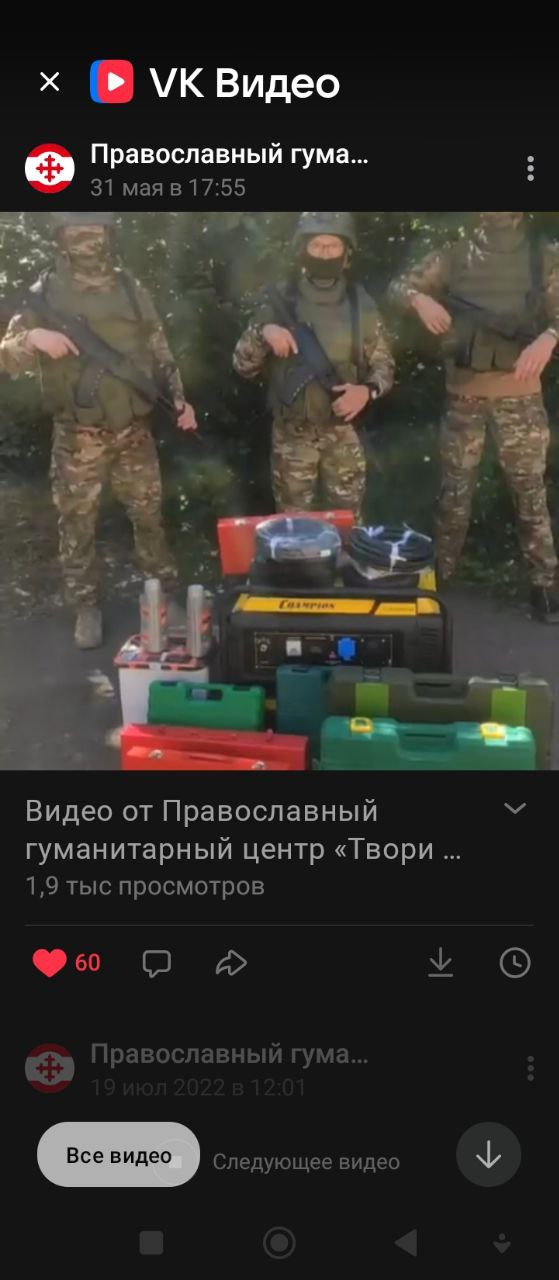 VK Видео
Православный гума...
31 мая в 17:55
CHAMPION
Видео от Православный
гуманитарный центр «Твори ...
1,9 тыс просмотров
60
Православный гума...
19 июл 2022 в 12:01
Все видео
Следующее видео